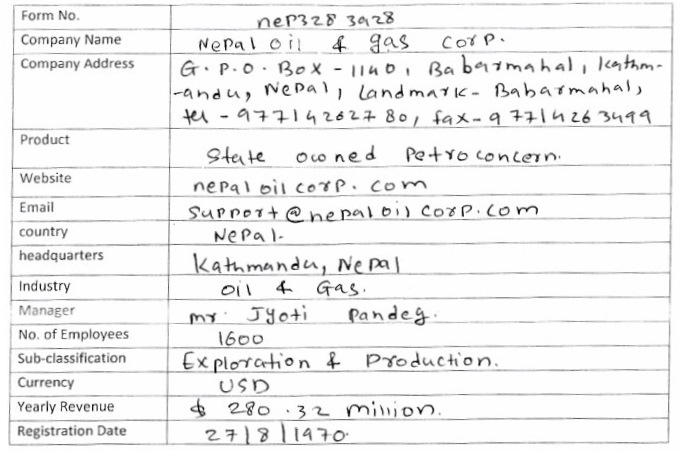 Form No. nep328 3928
Company Name Nepal oil & gas corp.
Company Address G.P.O. Box - 1140, Babarmahal, Kathm-
-andu, Nepal, Landmark - Babarmahal,
tel - 97714262780, fax - 97714263499
Product State owned Petroconcern.
Website nepaloilcorp.com
Email support@nepaloilcorp.com
country Nepal.
headquarters Kathmandu, Nepal
Industry oil & Gas.
Manager mr. Jyoti Pandeg.
No. of Employees 1600
Sub-classification Exploration & Production.
Currency USD
Yearly Revenue $ 280.32 million.
Registration Date 27|8|1970.